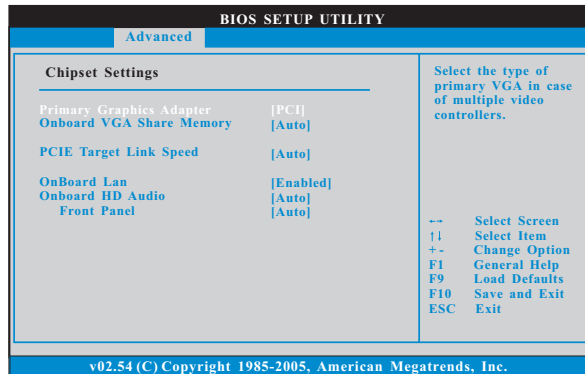 BIOS SETUP UTILITY
Advanced
Chipset Settings
Primary Graphics Adapter [PCI]
Onboard VGA Share Memory [Auto]
PCIE Target Link Speed [Auto]
OnBoard Lan [Enabled]
Onboard HD Audio [Auto]
Front Panel [Auto]
Select the type of
primary VGA in case
of multiple video
controllers.
←→ Select Screen
↑↓ Select Item
+- Change Option
F1 General Help
F9 Load Defaults
F10 Save and Exit
ESC Exit
v02.54 (C) Copyright 1985-2005, American Megatrends, Inc.